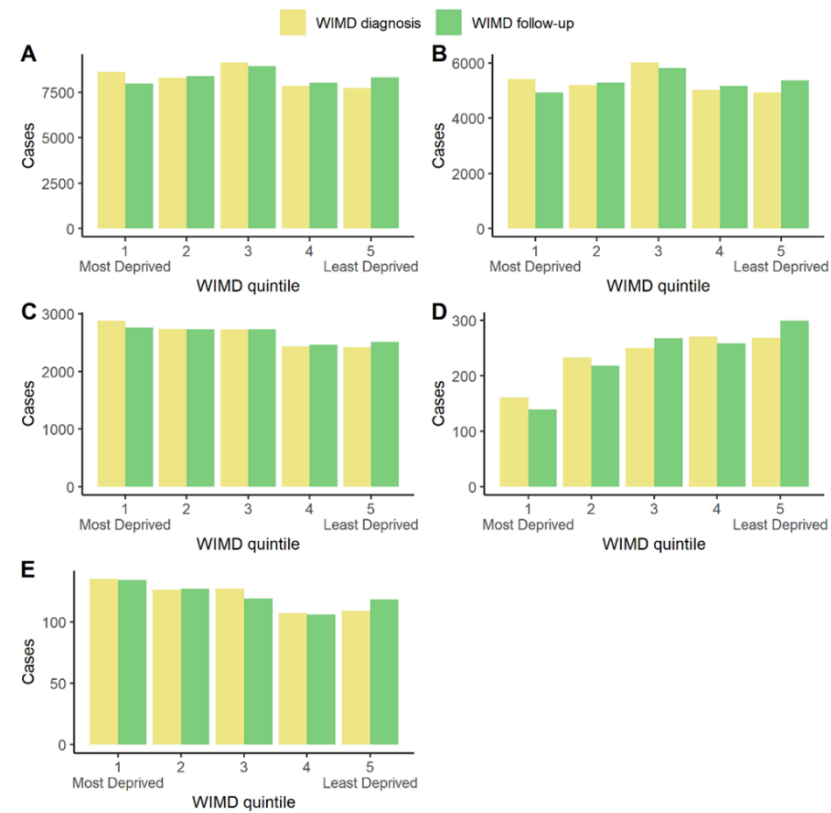 WIMD diagnosis WIMD follow-up
A
Cases
7500
5000
2500
0
1 2 3 4 5
Most Deprived Least Deprived
WIMD quintile
B
Cases
6000
4000
2000
0
1 2 3 4 5
Most Deprived Least Deprived
WIMD quintile
C
Cases
3000
2000
1000
0
1 2 3 4 5
Most Deprived Least Deprived
WIMD quintile
D
Cases
300
200
100
0
1 2 3 4 5
Most Deprived Least Deprived
WIMD quintile
E
Cases
100
50
0
1 2 3 4 5
Most Deprived Least Deprived
WIMD quintile